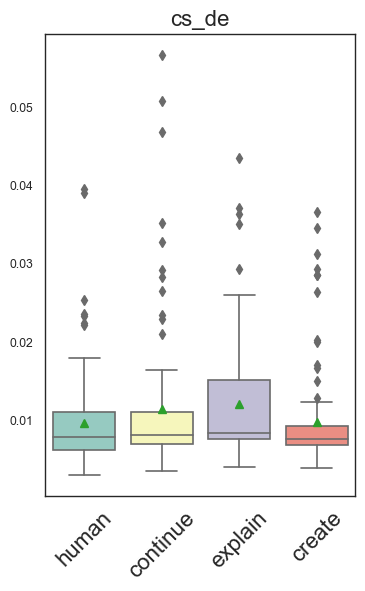 cs_de
0.05
0.04
0.03
0.02
0.01
human
continue
explain
create